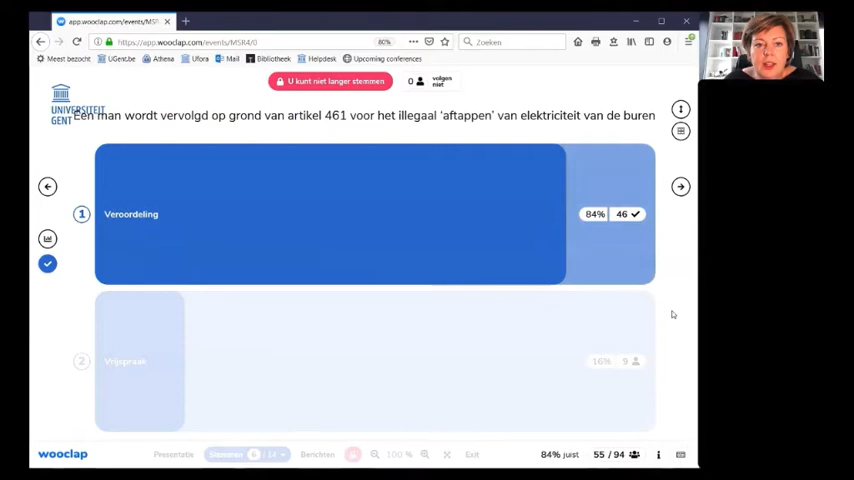 app.wooclap.com/events/MSR
https://app.wooclap.com/events/MSR4/0
80%
Zoeken
Meest bezocht
UGent.be
Athena
Ufora
Mail
Bibliotheek
Helpdesk
Upcoming conferences
U kunt niet langer stemmen
0
volgen niet
UNIVERSITEIT
GENT
Een man wordt vervolgd op grond van artikel 461 voor het illegaal 'aftappen' van elektriciteit van de buren
1
Veroordeling
84%
46
2
Vrijspraak
16%
9
wooclap
Presentatie
Stemmen
6
/ 14
Berichten
100 %
Exit
84% juist
55 / 94